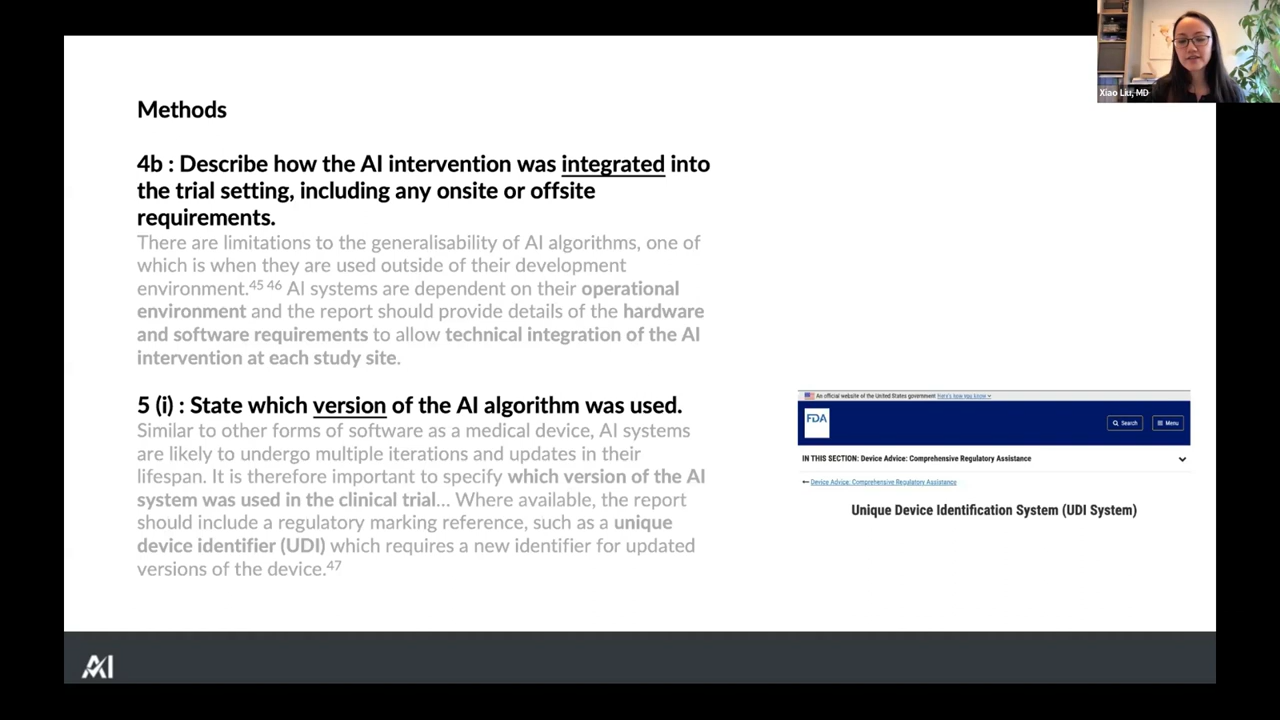 Xiao Liu, MD
Methods
4b : Describe how the AI intervention was integrated into
the trial setting, including any onsite or offsite
requirements.
There are limitations to the generalisability of AI algorithms, one of
which is when they are used outside of their development
environment.45 46 AI systems are dependent on their operational
environment and the report should provide details of the hardware
and software requirements to allow technical integration of the AI
intervention at each study site.
5 (i) : State which version of the AI algorithm was used.
Similar to other forms of software as a medical device, AI systems
are likely to undergo multiple iterations and updates in their
lifespan. It is therefore important to specify which version of the AI
system was used in the clinical trial... Where available, the report
should include a regulatory marking reference, such as a unique
device identifier (UDI) which requires a new identifier for updated
versions of the device.47
An official website of the United States government Here's how you know
FDA
Search
Menu
IN THIS SECTION: Device Advice: Comprehensive Regulatory Assistance
← Device Advice: Comprehensive Regulatory Assistance
Unique Device Identification System (UDI System)
AI